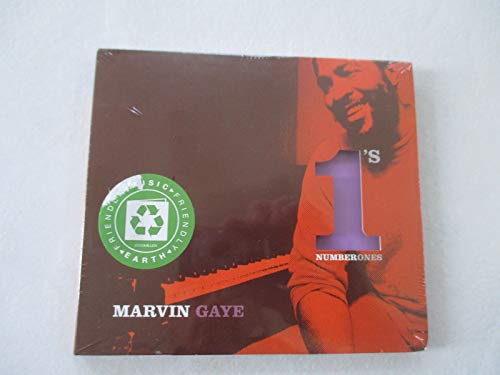 1'S
NUMBERONES
FRIENDLY MUSIC FRIENDLY EARTH
MARVIN GAYE